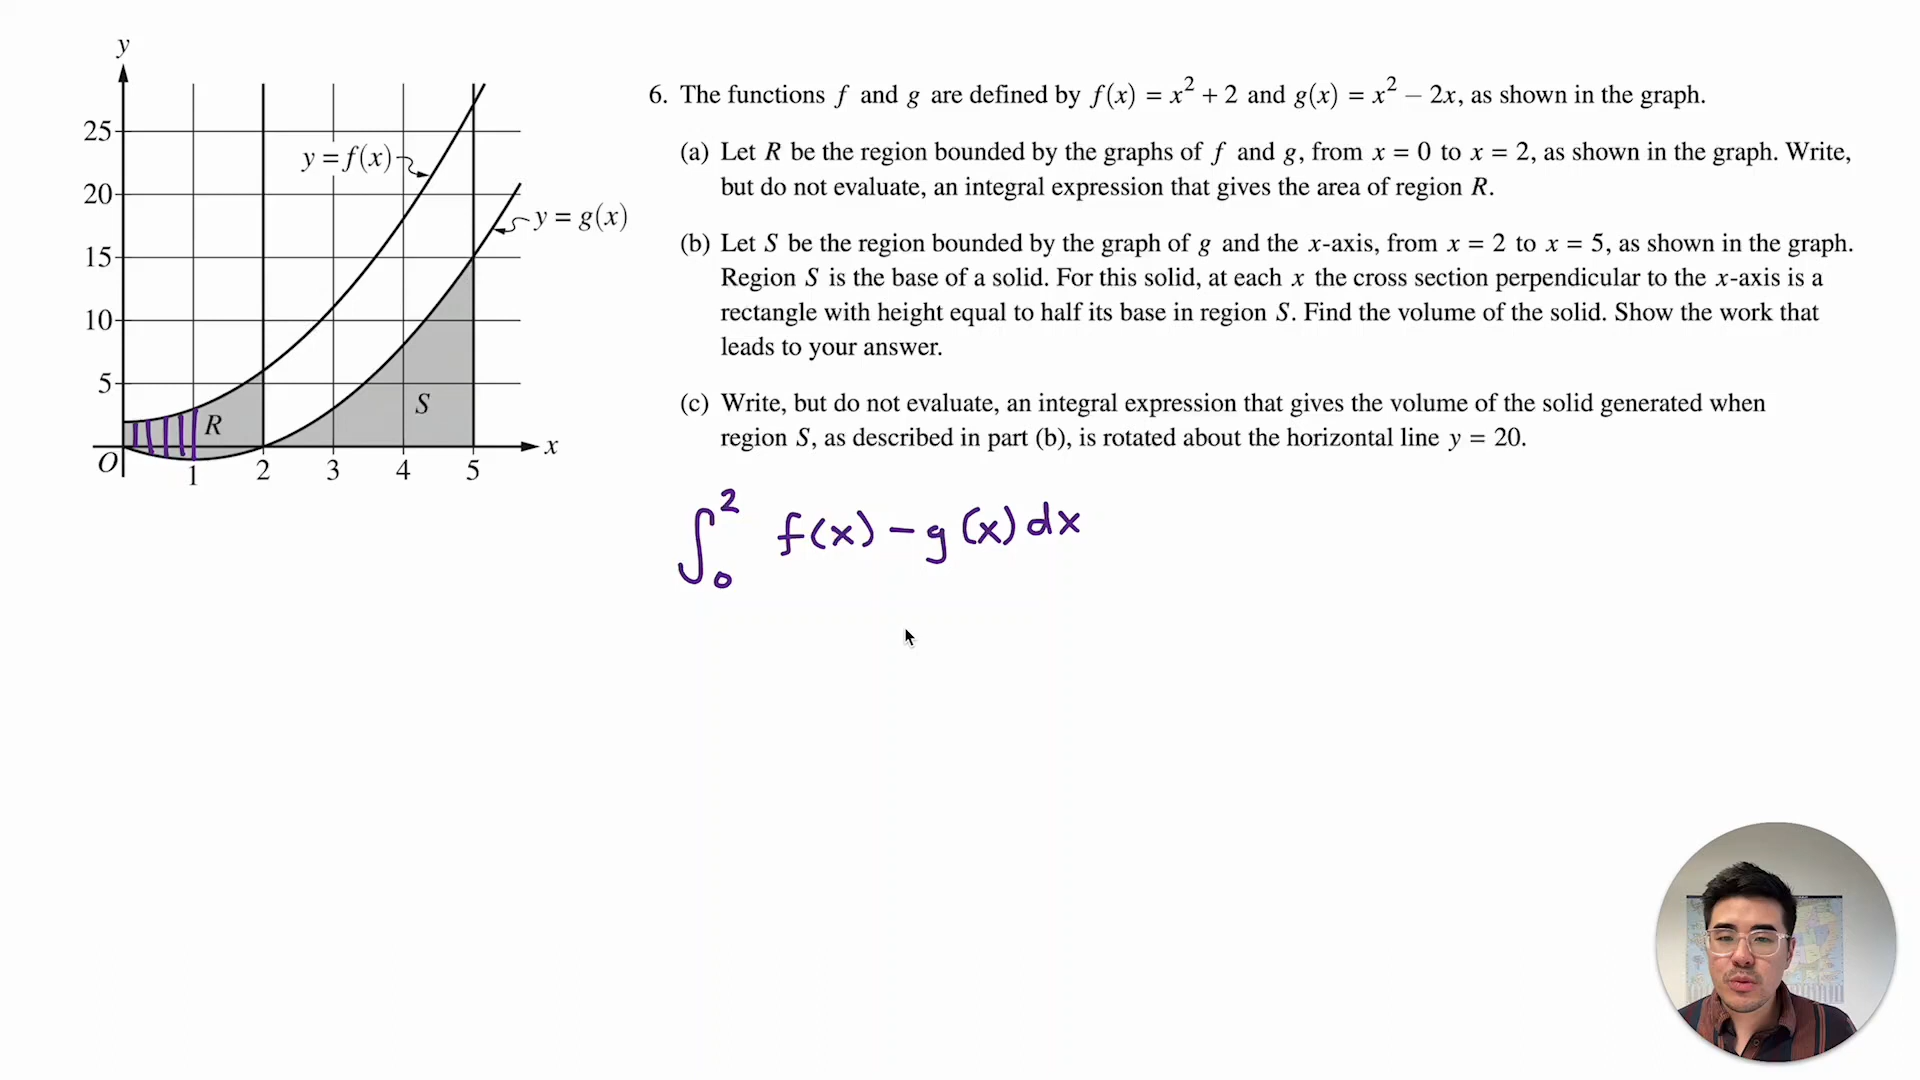 y
25
20
15
10
5
O
1 2 3 4 5
x
y = f(x)
y = g(x)
R
S
6. The functions f and g are defined by f(x) = x² + 2 and g(x) = x² − 2x, as shown in the graph.
(a) Let R be the region bounded by the graphs of f and g, from x = 0 to x = 2, as shown in the graph. Write,
but do not evaluate, an integral expression that gives the area of region R.
(b) Let S be the region bounded by the graph of g and the x-axis, from x = 2 to x = 5, as shown in the graph.
Region S is the base of a solid. For this solid, at each x the cross section perpendicular to the x-axis is a
rectangle with height equal to half its base in region S. Find the volume of the solid. Show the work that
leads to your answer.
(c) Write, but do not evaluate, an integral expression that gives the volume of the solid generated when
region S, as described in part (b), is rotated about the horizontal line y = 20.
∫₀² f(x) − g(x) dx